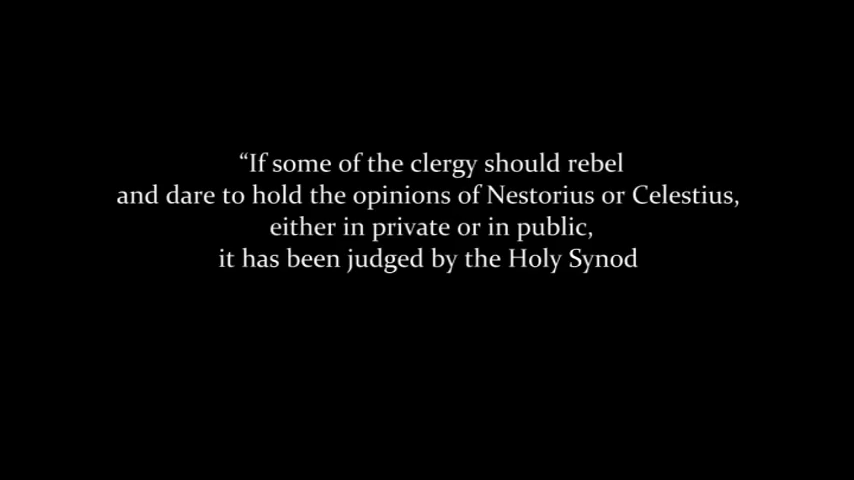 “If some of the clergy should rebel
and dare to hold the opinions of Nestorius or Celestius,
either in private or in public,
it has been judged by the Holy Synod